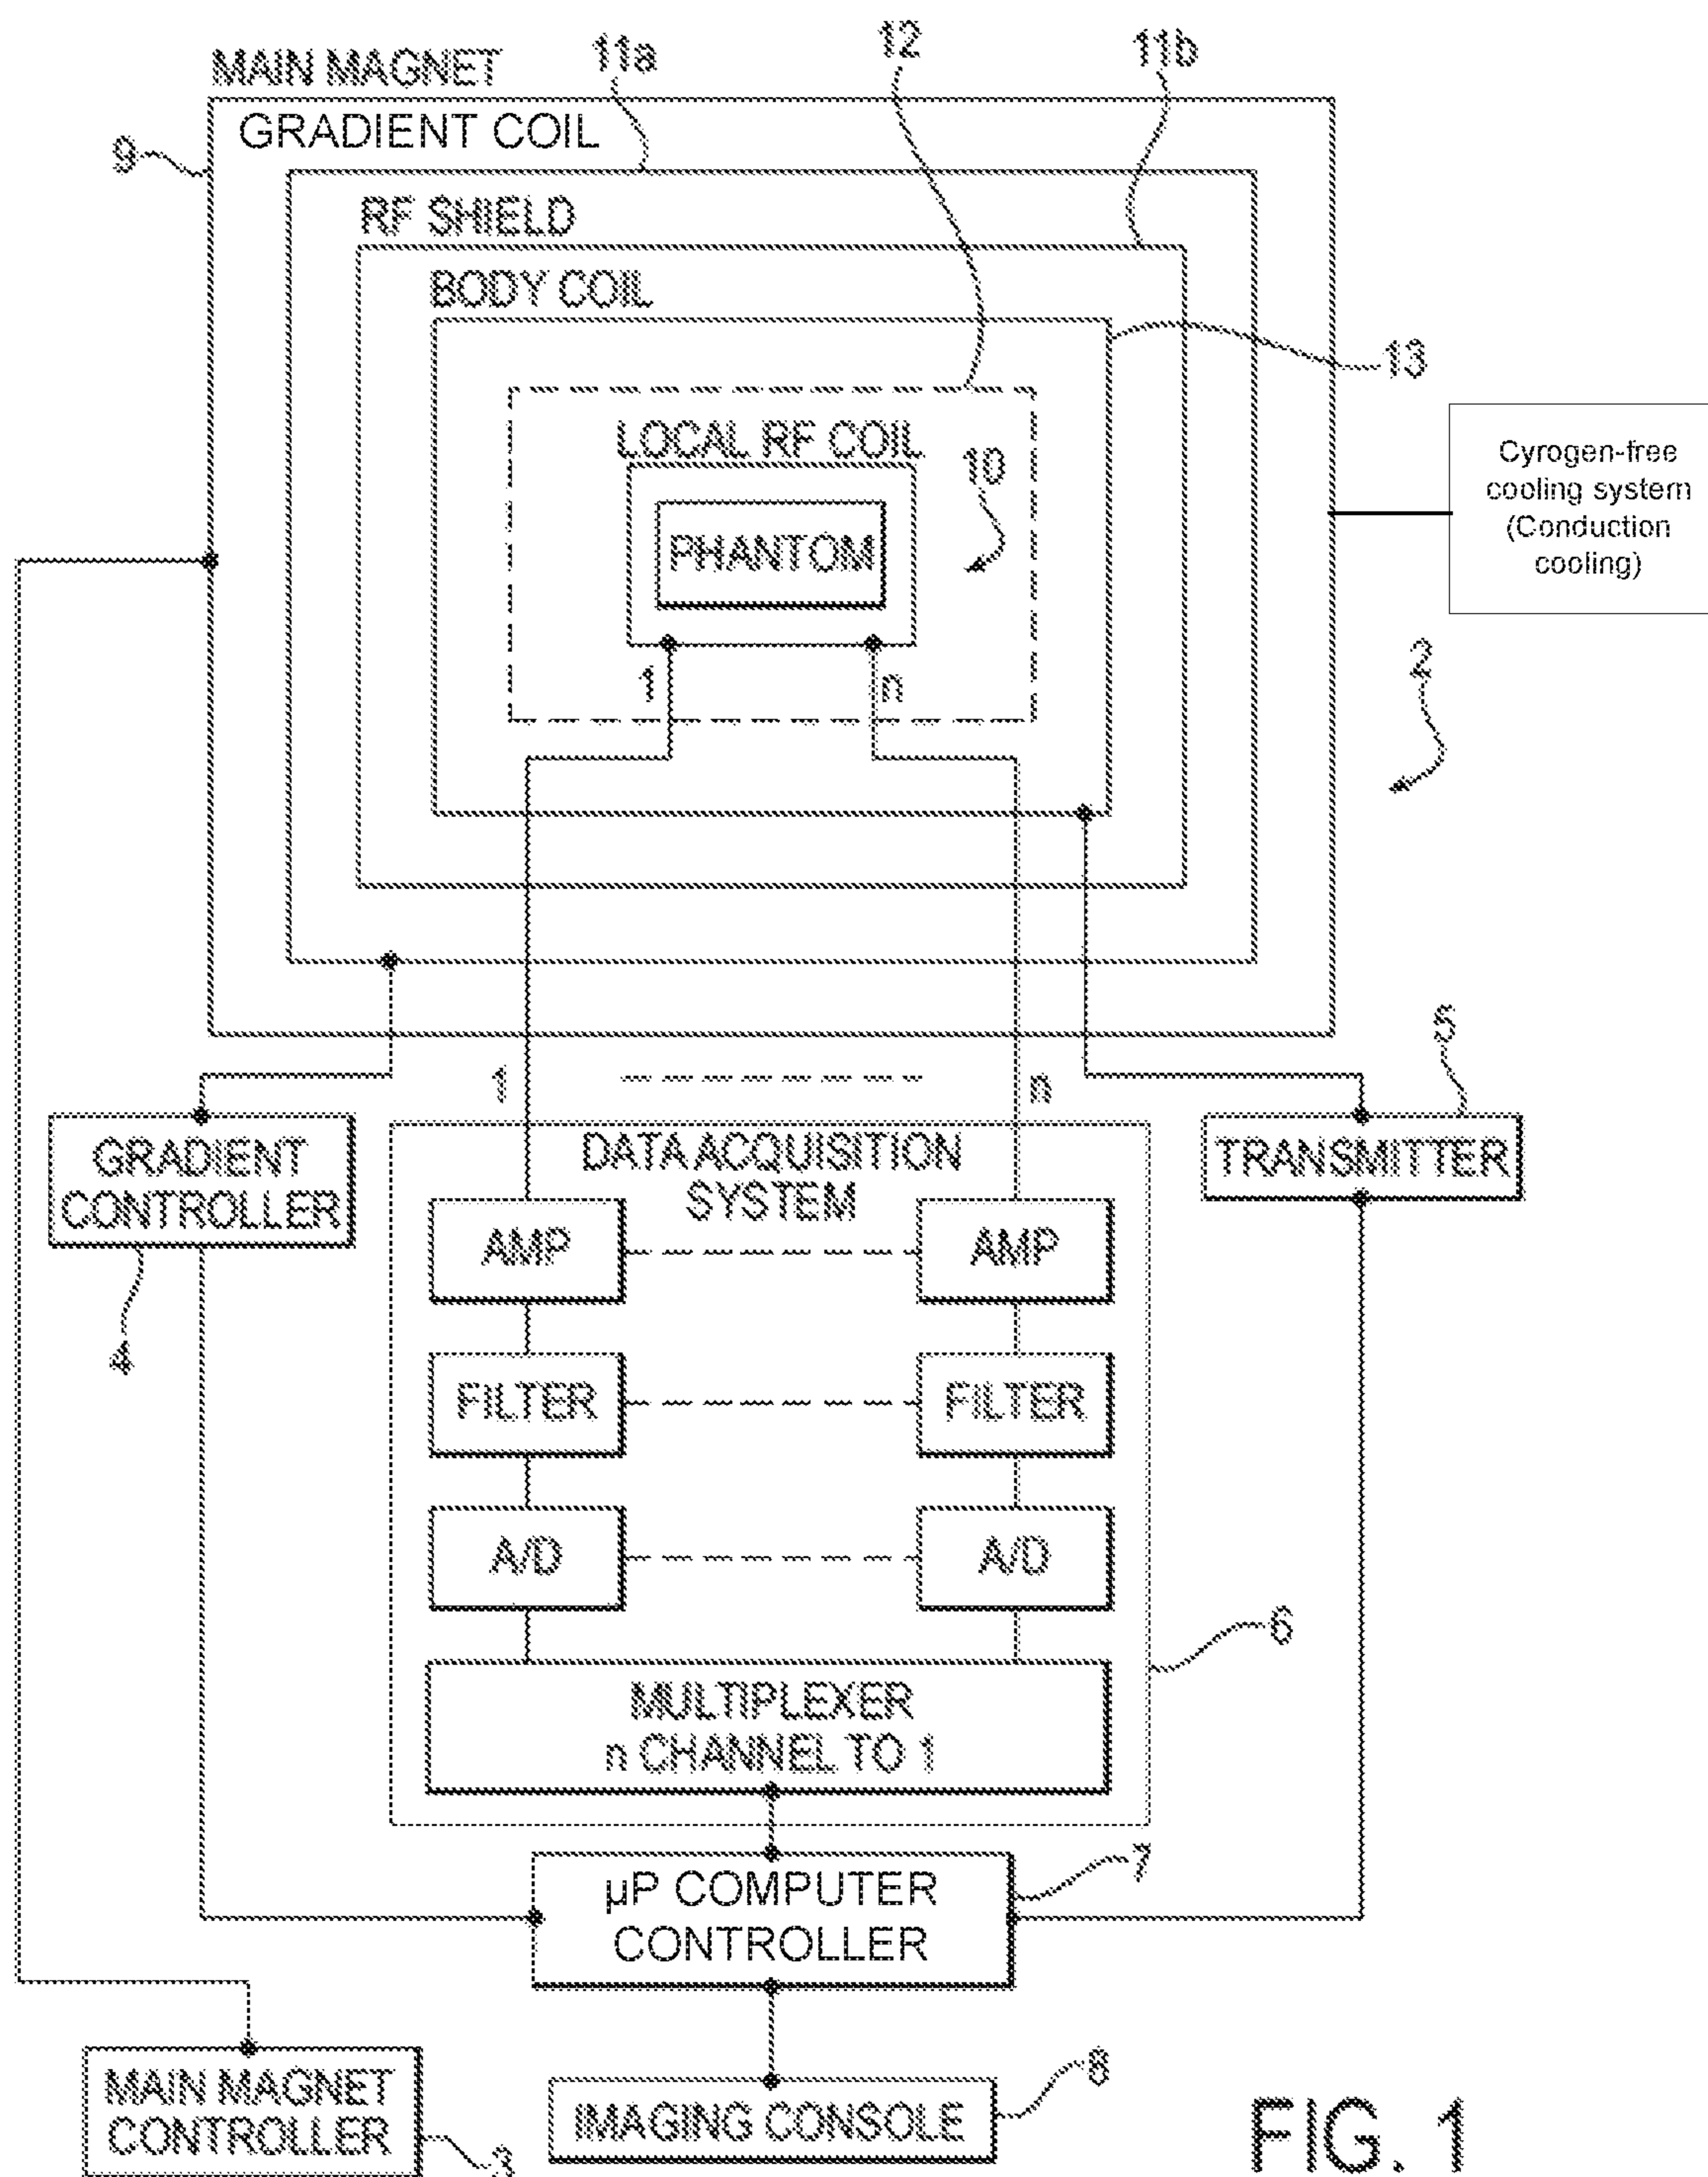 12
11a
11b
MAIN MAGNET
GRADIENT COIL
9
RF SHIELD
BODY COIL
13
LOCAL RF COIL
10
PHANTOM
Cyrogen-free
cooling system
(Conduction
cooling)
1
n
2
5
1
n
GRADIENT
CONTROLLER
DATA ACQUISITION
SYSTEM
TRANSMITTER
AMP
AMP
4
FILTER
FILTER
A/D
A/D
6
MULTIPLEXER
n CHANNEL TO 1
7
µP COMPUTER
CONTROLLER
8
MAIN MAGNET
CONTROLLER
3
IMAGING CONSOLE
FIG. 1